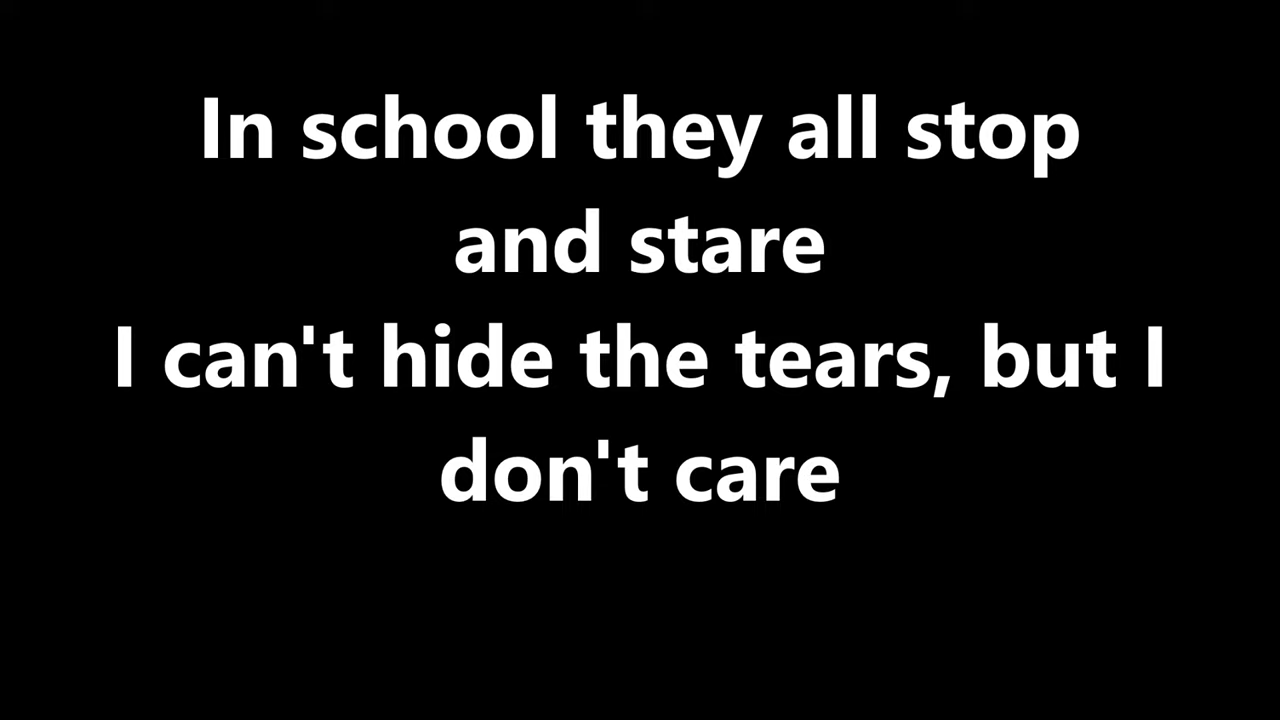 In school they all stop
and stare
I can't hide the tears, but I
don't care